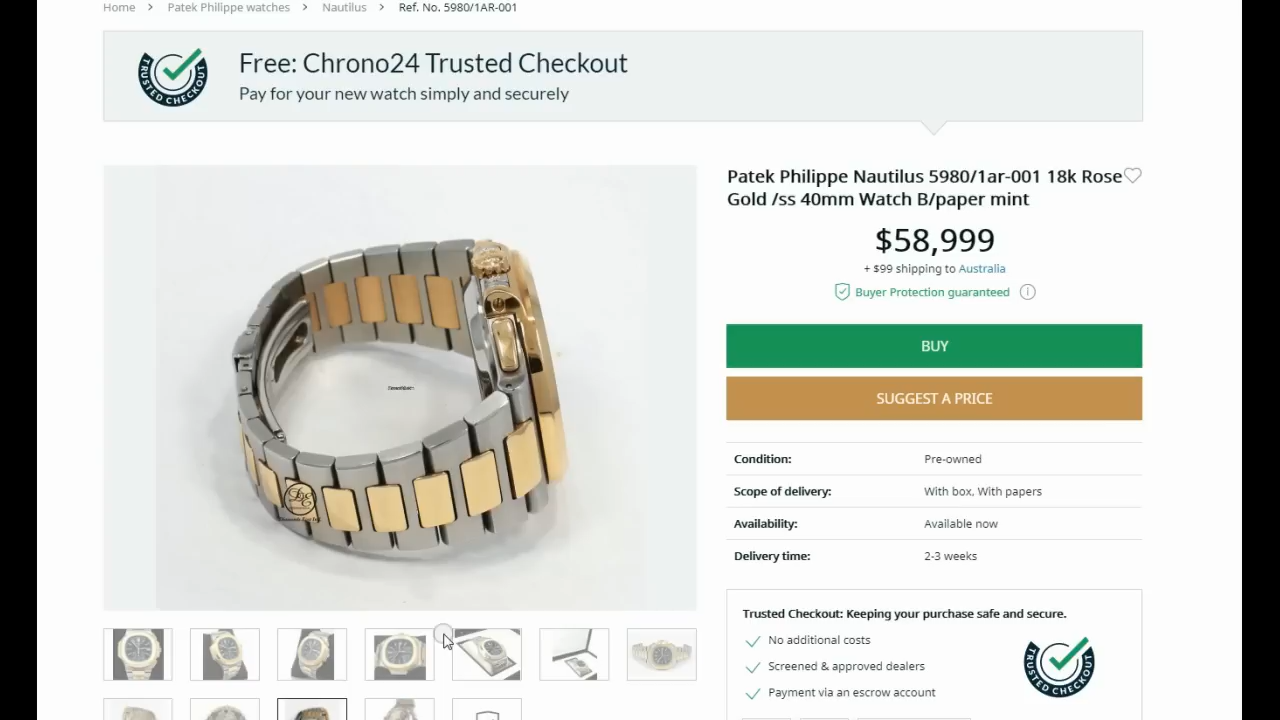 Home > Patek Philippe watches > Nautilus > Ref. No. 5980/1AR-001
TRUSTED CHECKOUT
Free: Chrono24 Trusted Checkout
Pay for your new watch simply and securely
Patek Philippe Nautilus 5980/1ar-001 18k Rose
Gold /ss 40mm Watch B/paper mint
$58,999
+ $99 shipping to Australia
Buyer Protection guaranteed
BUY
SUGGEST A PRICE
Condition: Pre-owned
Scope of delivery: With box, With papers
Availability: Available now
Delivery time: 2-3 weeks
Trusted Checkout: Keeping your purchase safe and secure.
No additional costs
Screened & approved dealers
Payment via an escrow account
TRUSTED CHECKOUT